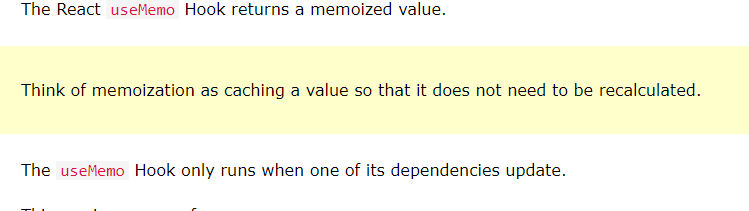 The React useMemo Hook returns a memoized value.
Think of memoization as caching a value so that it does not need to be recalculated.
The useMemo Hook only runs when one of its dependencies update.